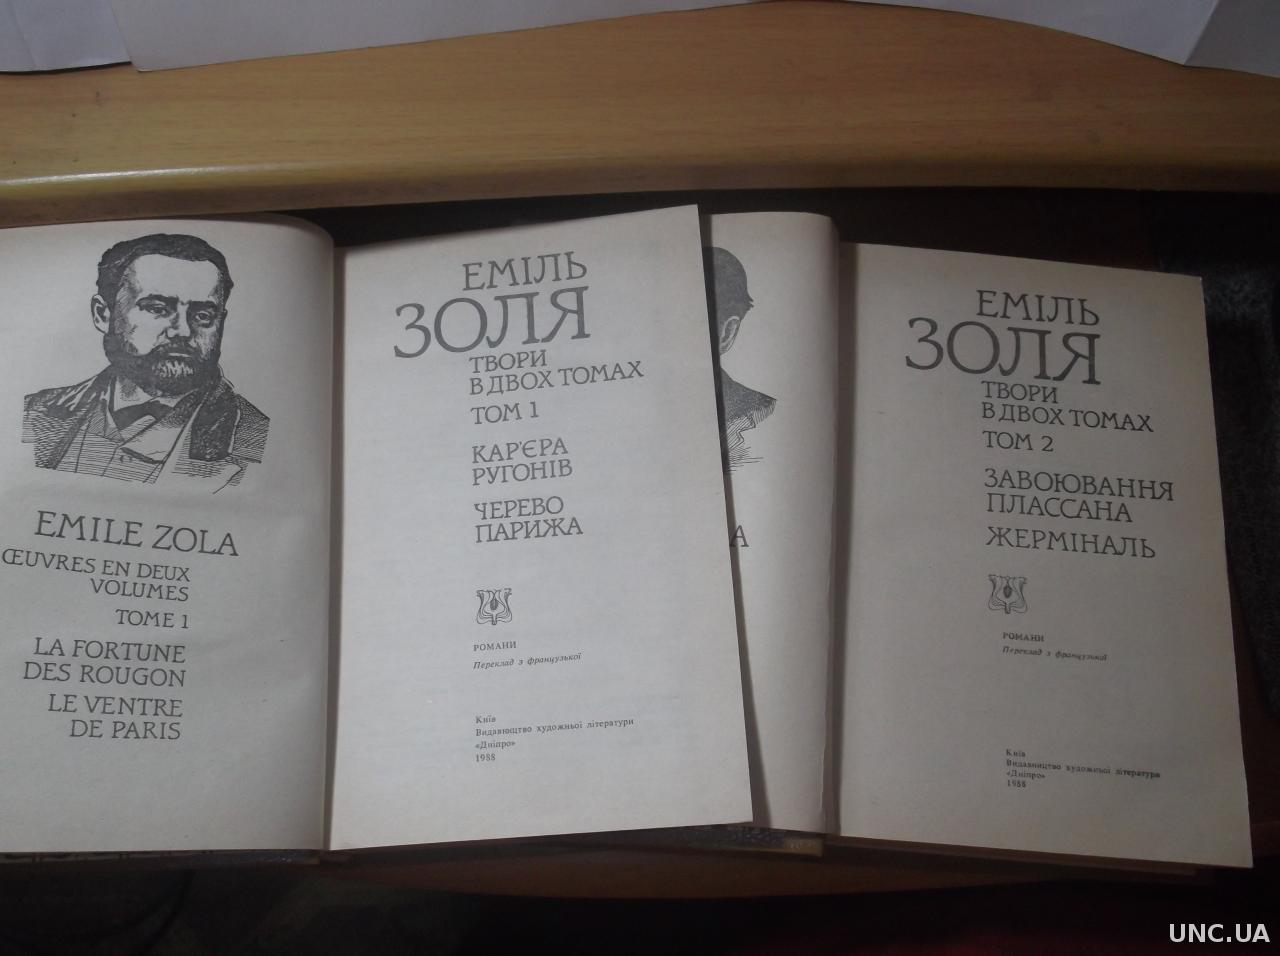 EMILE ZOLA
ŒUVRES EN DEUX
VOLUMES
TOME 1
LA FORTUNE
DES ROUGON
LE VENTRE
DE PARIS
ЕМІЛЬ
ЗОЛЯ
ТВОРИ
В ДВОХ ТОМАХ
ТОМ 1
КАР'ЄРА
РУГОНІВ
ЧЕРЕВО
ПАРИЖА
РОМАНИ
Переклад з французької
Київ
Видавництво художньої літератури
«Дніпро»
1988
A
ЕМІЛЬ
ЗОЛЯ
ТВОРИ
В ДВОХ ТОМАХ
ТОМ 2
ЗАВОЮВАННЯ
ПЛАССАНА
ЖЕРМІНАЛЬ
РОМАНИ
Переклад з французької
Київ
Видавництво художньої літератури
«Дніпро»
1988
UNC.UA